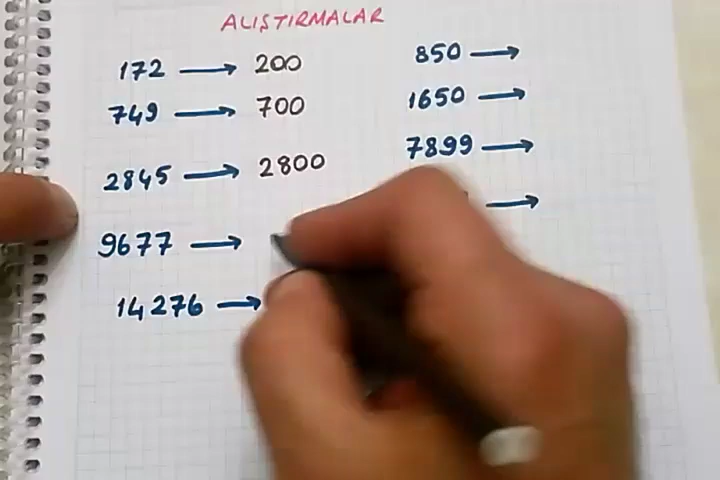 ALIŞTIRMALAR
172 → 200
749 → 700
2845 → 2800
9677 →
14276 →
850 →
1650 →
7899 →
→